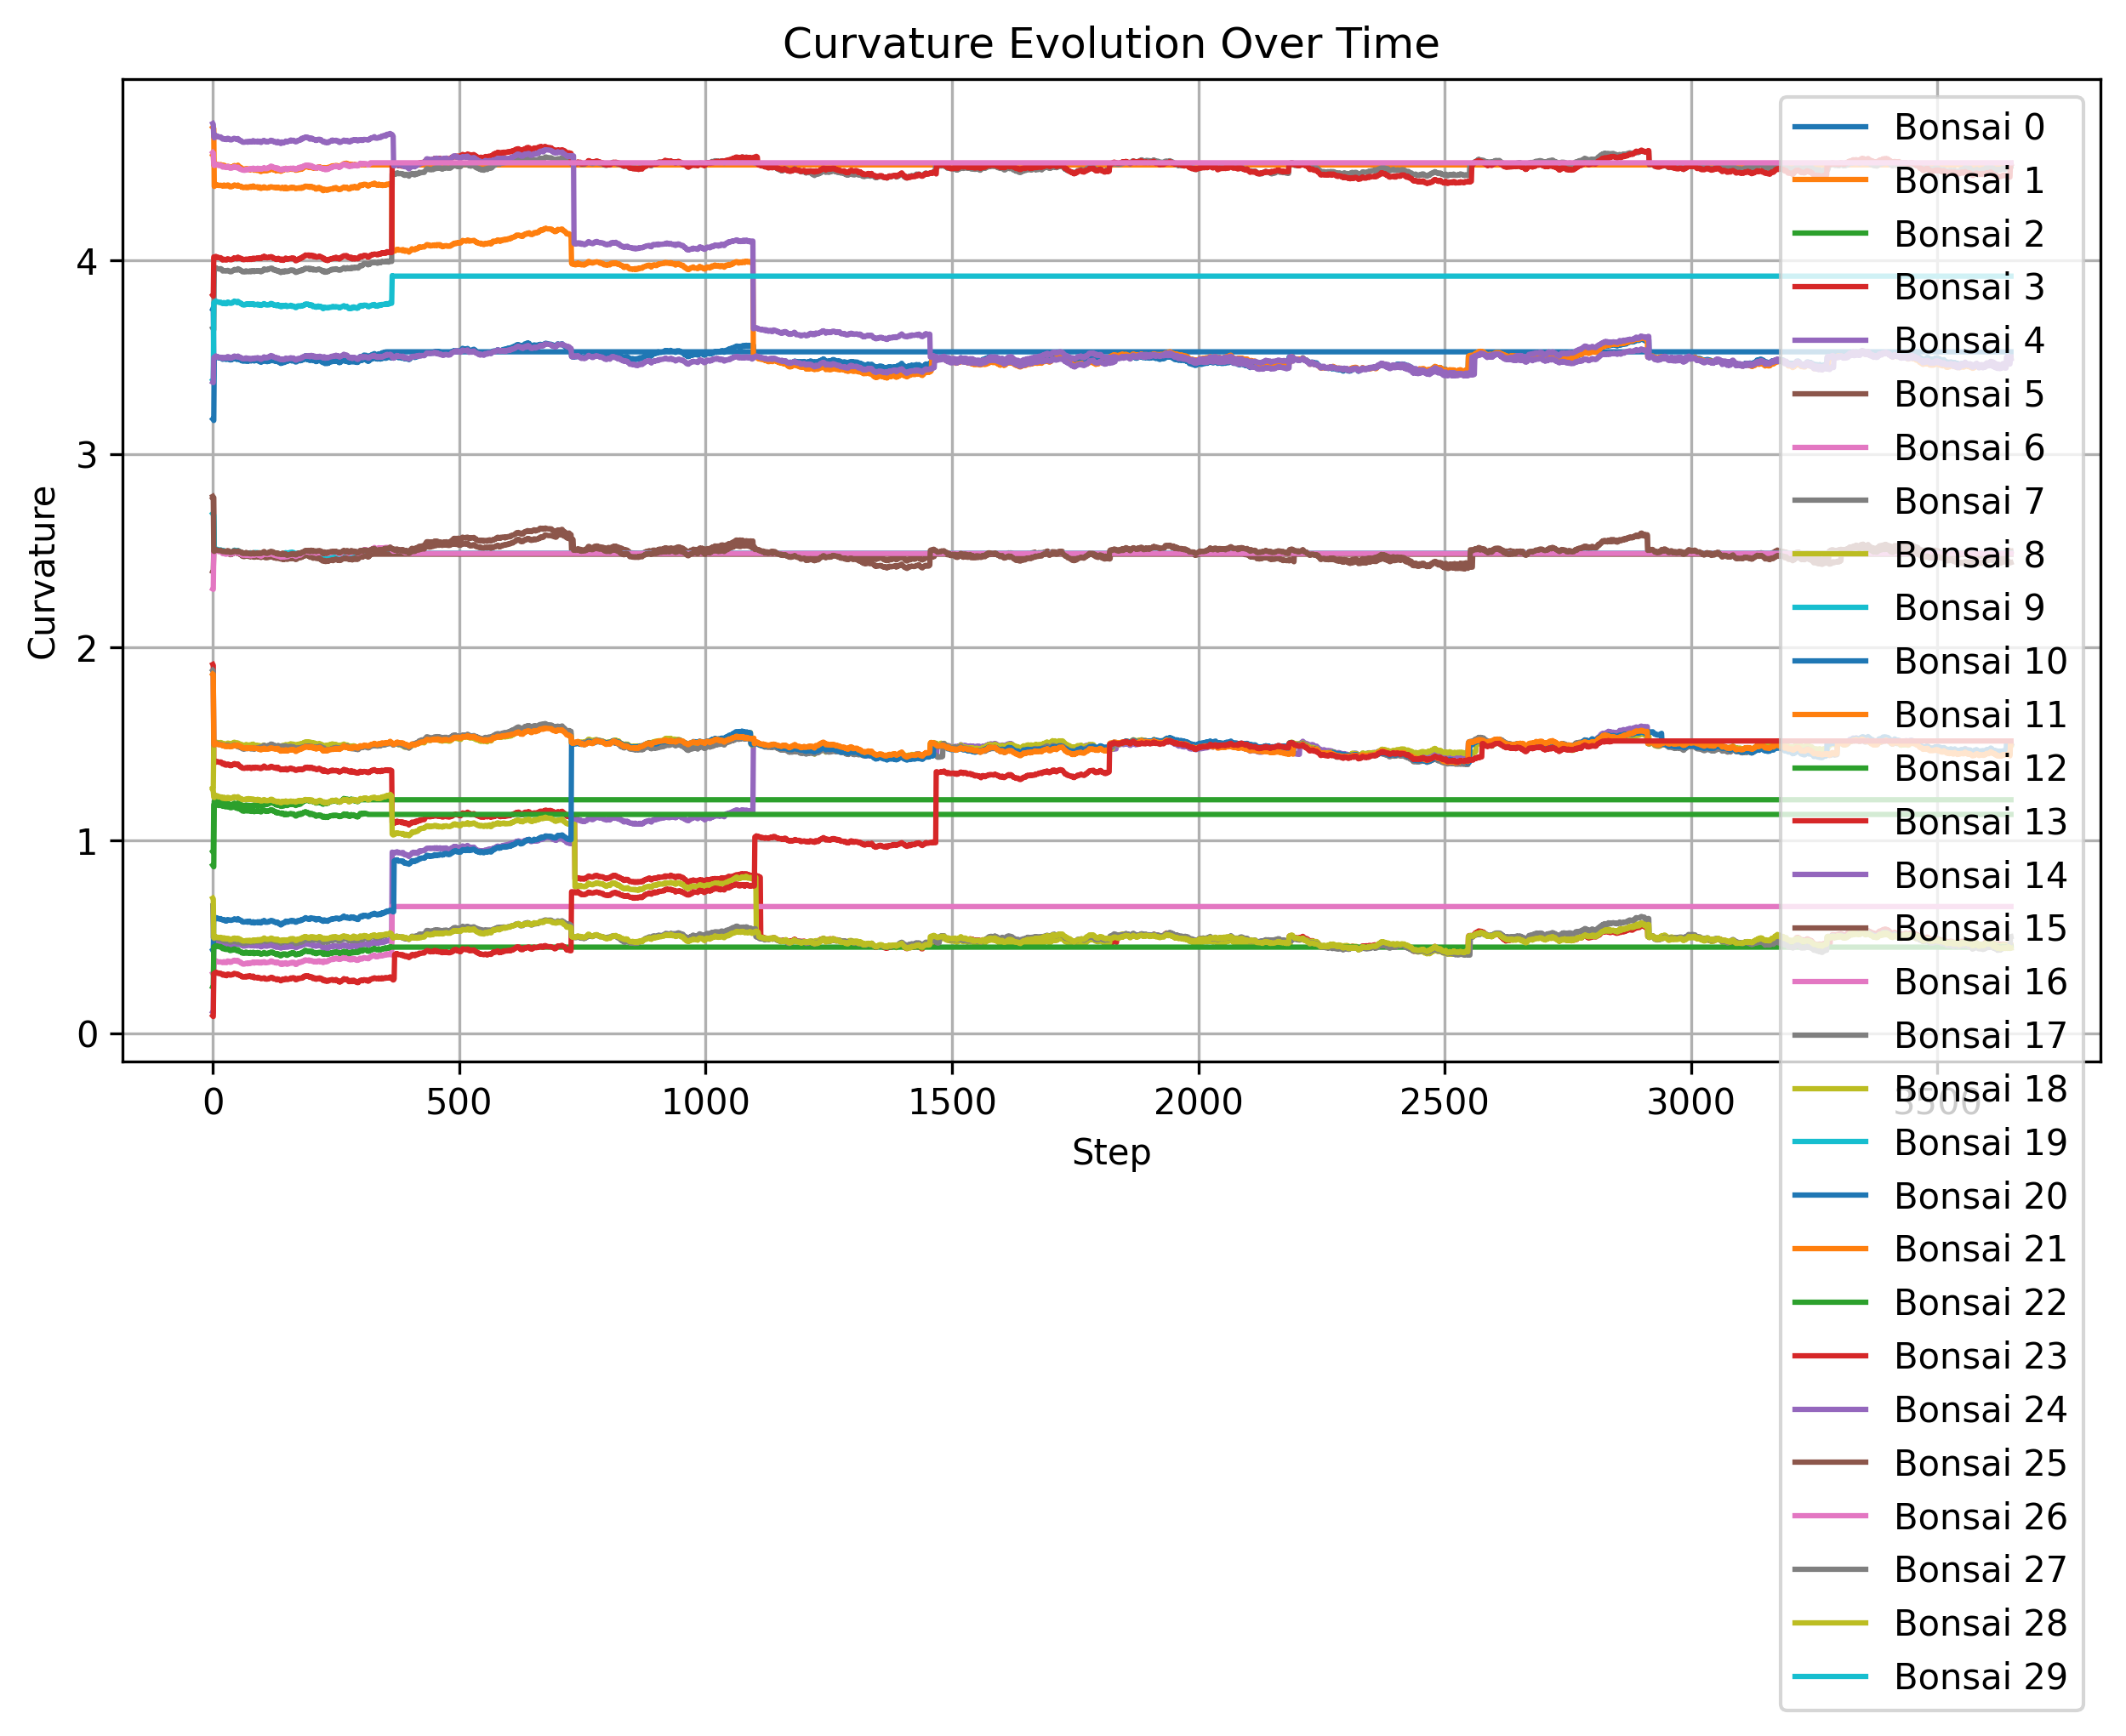 Curvature Evolution Over Time
Curvature
4
3
2
1
0
0
500
1000
1500
2000
2500
3000
3500
Step
Bonsai 0
Bonsai 1
Bonsai 2
Bonsai 3
Bonsai 4
Bonsai 5
Bonsai 6
Bonsai 7
Bonsai 8
Bonsai 9
Bonsai 10
Bonsai 11
Bonsai 12
Bonsai 13
Bonsai 14
Bonsai 15
Bonsai 16
Bonsai 17
Bonsai 18
Bonsai 19
Bonsai 20
Bonsai 21
Bonsai 22
Bonsai 23
Bonsai 24
Bonsai 25
Bonsai 26
Bonsai 27
Bonsai 28
Bonsai 29